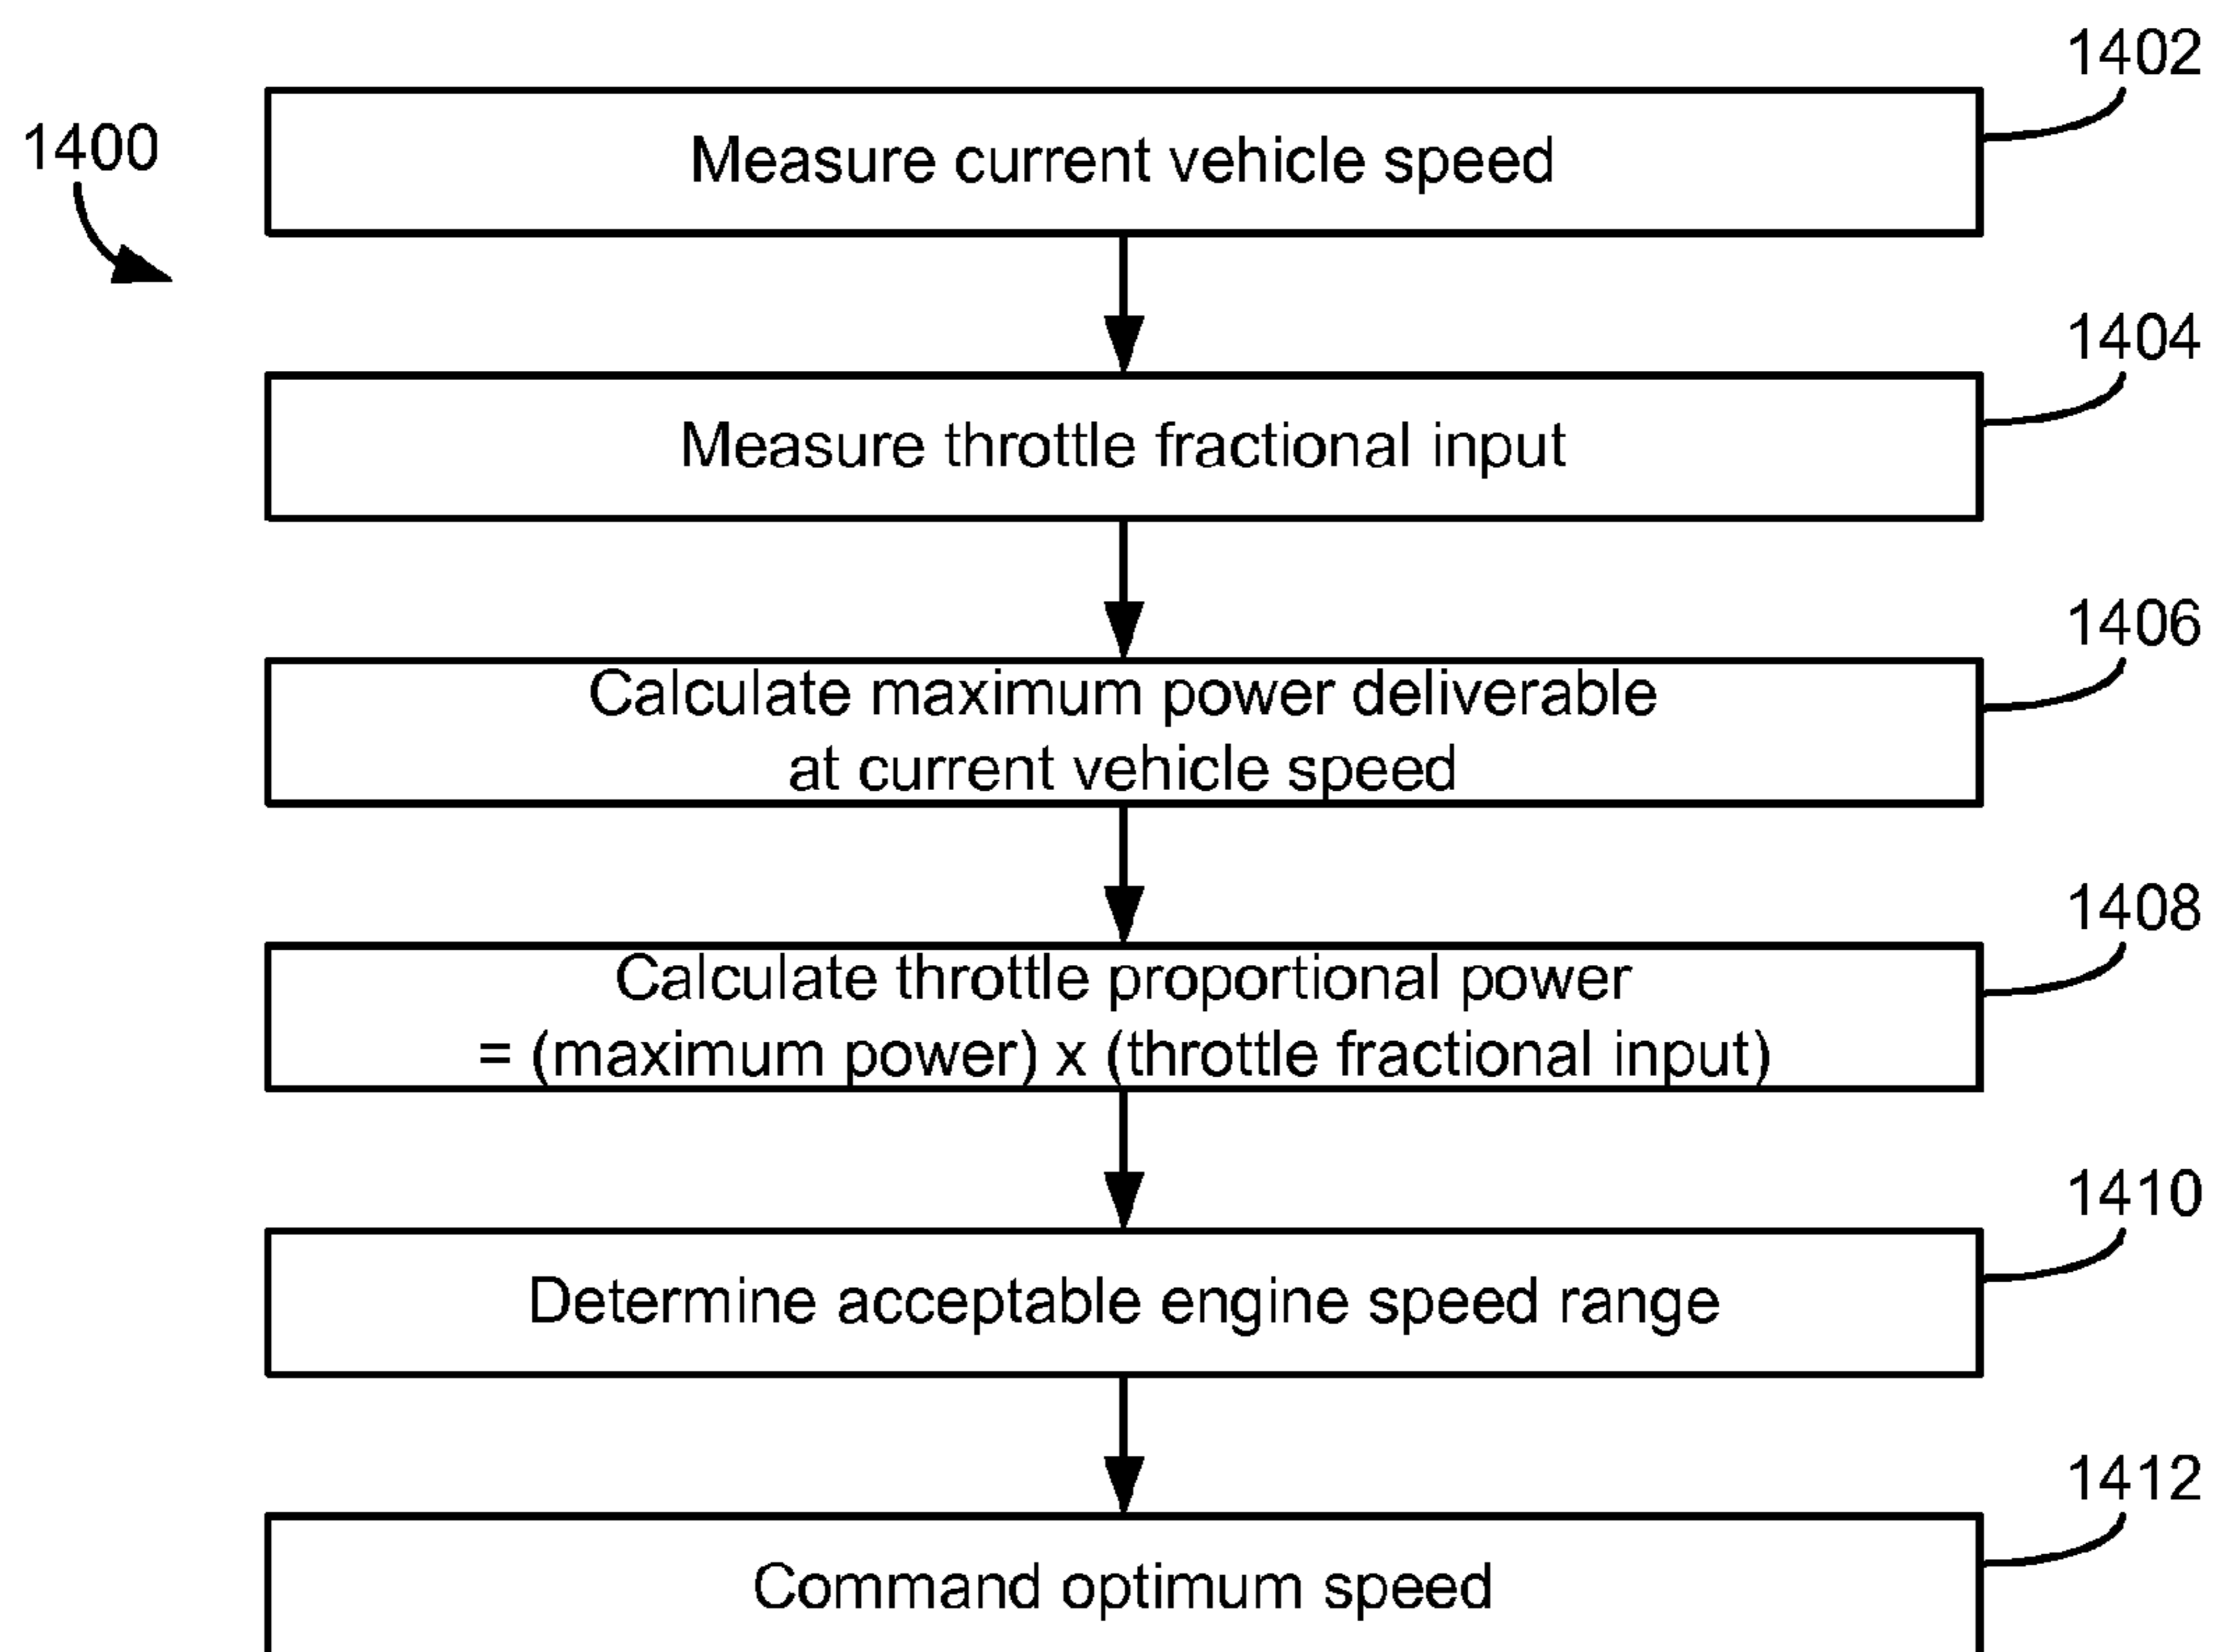 1402
1400
Measure current vehicle speed
1404
Measure throttle fractional input
1406
Calculate maximum power deliverable
at current vehicle speed
1408
Calculate throttle proportional power
= (maximum power) x (throttle fractional input)
1410
Determine acceptable engine speed range
1412
Command optimum speed